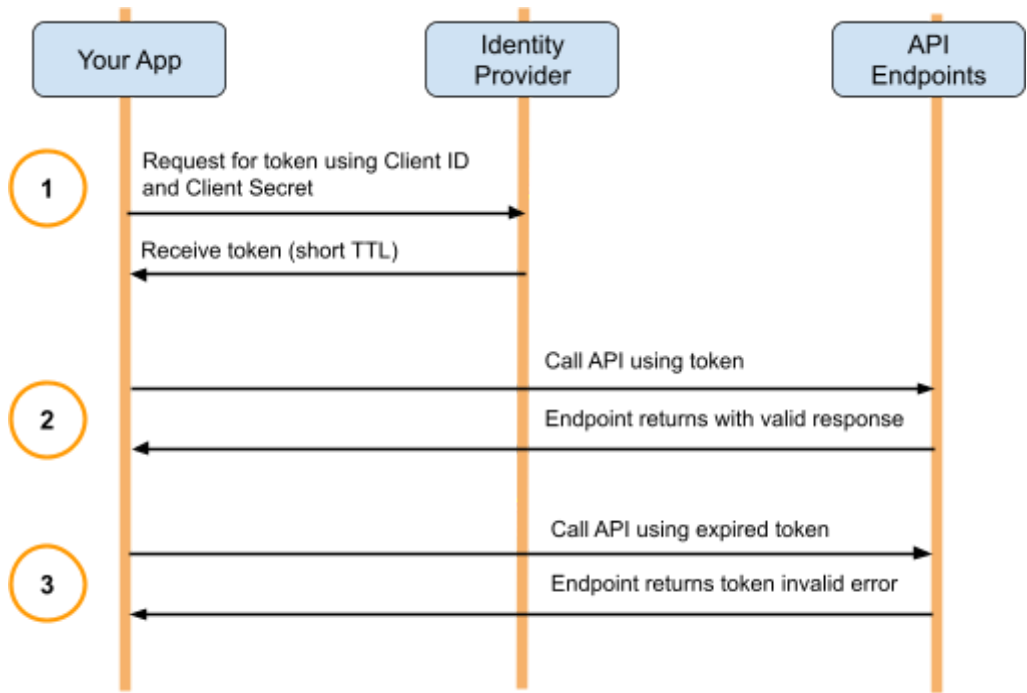 Your App
Identity
Provider
API
Endpoints
1
Request for token using Client ID
and Client Secret
Receive token (short TTL)
2
Call API using token
Endpoint returns with valid response
3
Call API using expired token
Endpoint returns token invalid error